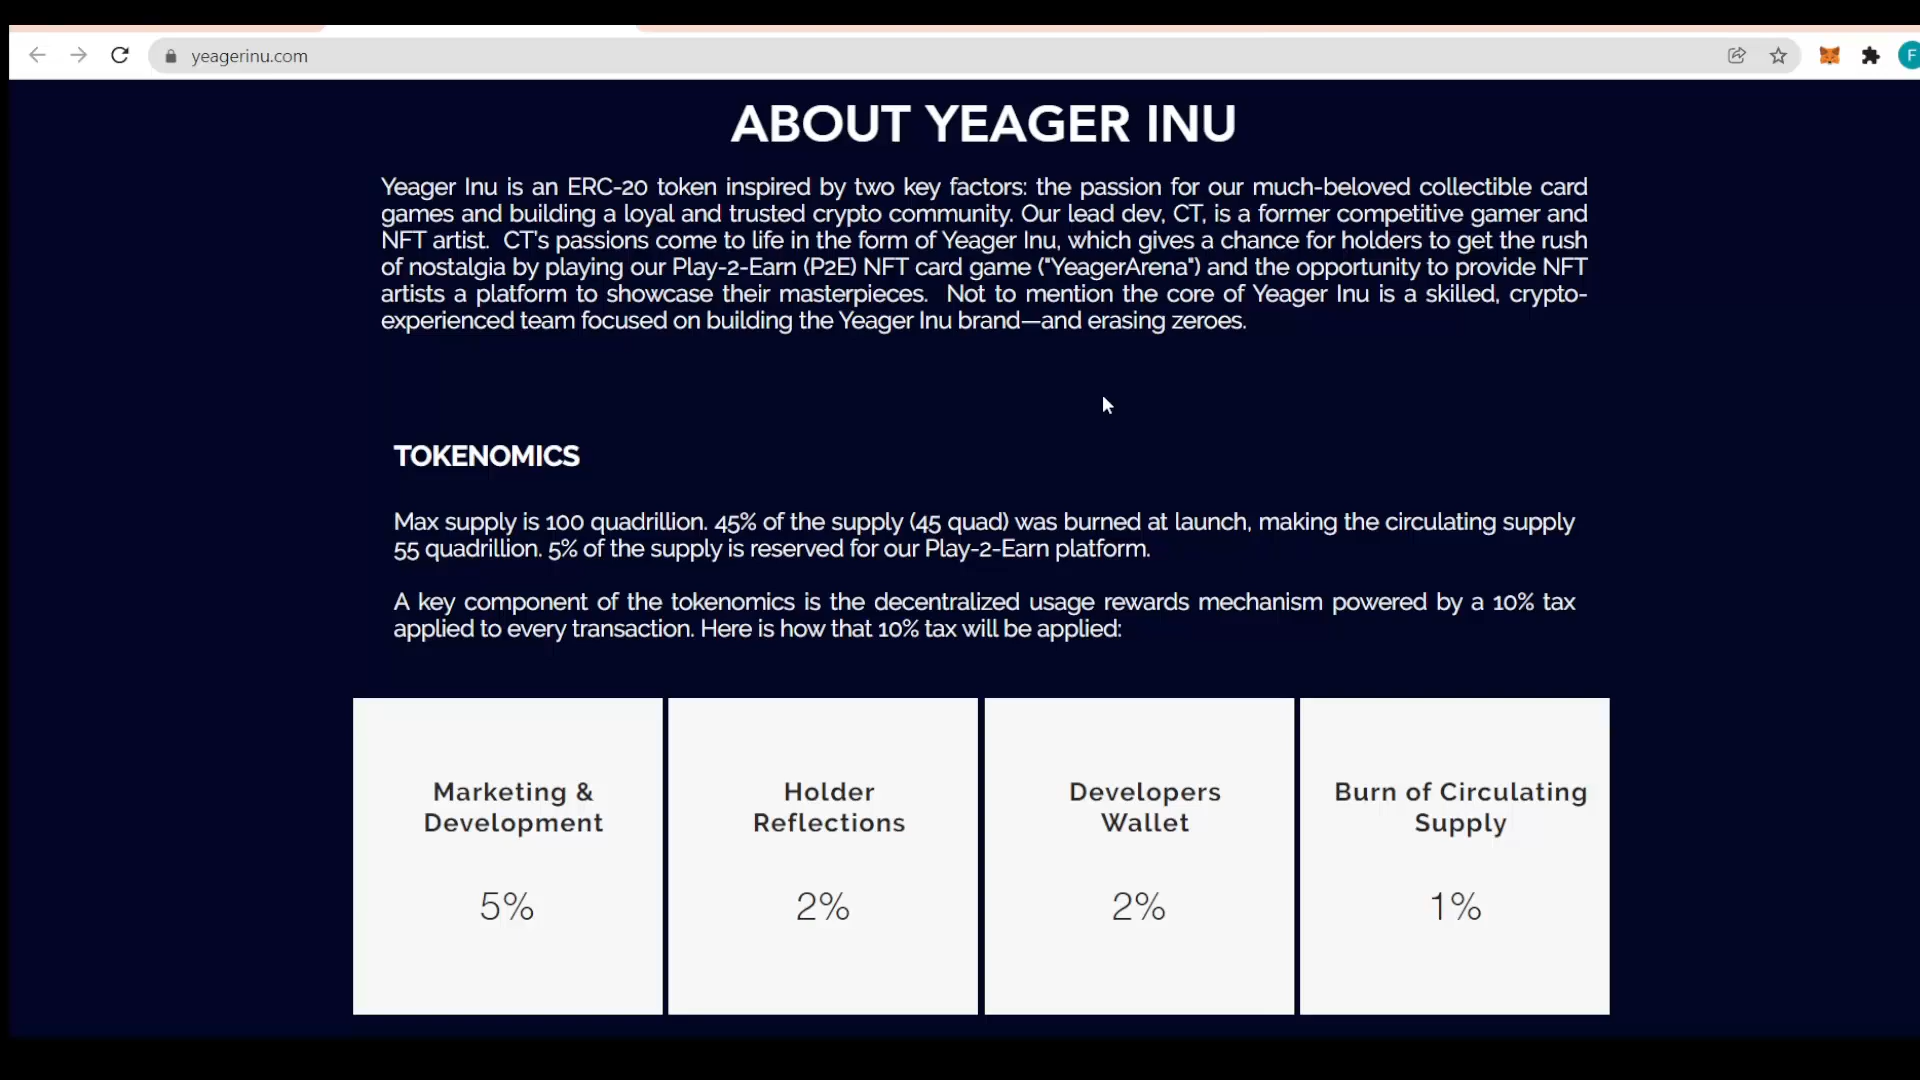 yeagerinu.com
F
ABOUT YEAGER INU
Yeager Inu is an ERC-20 token inspired by two key factors: the passion for our much-beloved collectible card
games and building a loyal and trusted crypto community. Our lead dev, CT, is a former competitive gamer and
NFT artist.  CT's passions come to life in the form of Yeager Inu, which gives a chance for holders to get the rush
of nostalgia by playing our Play-2-Earn (P2E) NFT card game ("YeagerArena") and the opportunity to provide NFT
artists a platform to showcase their masterpieces.  Not to mention the core of Yeager Inu is a skilled, crypto-
experienced team focused on building the Yeager Inu brand—and erasing zeroes.
TOKENOMICS
Max supply is 100 quadrillion. 45% of the supply (45 quad) was burned at launch, making the circulating supply
55 quadrillion. 5% of the supply is reserved for our Play-2-Earn platform.
A key component of the tokenomics is the decentralized usage rewards mechanism powered by a 10% tax
applied to every transaction. Here is how that 10% tax will be applied:
Marketing &
Development
5%
Holder
Reflections
2%
Developers
Wallet
2%
Burn of Circulating
Supply
1%